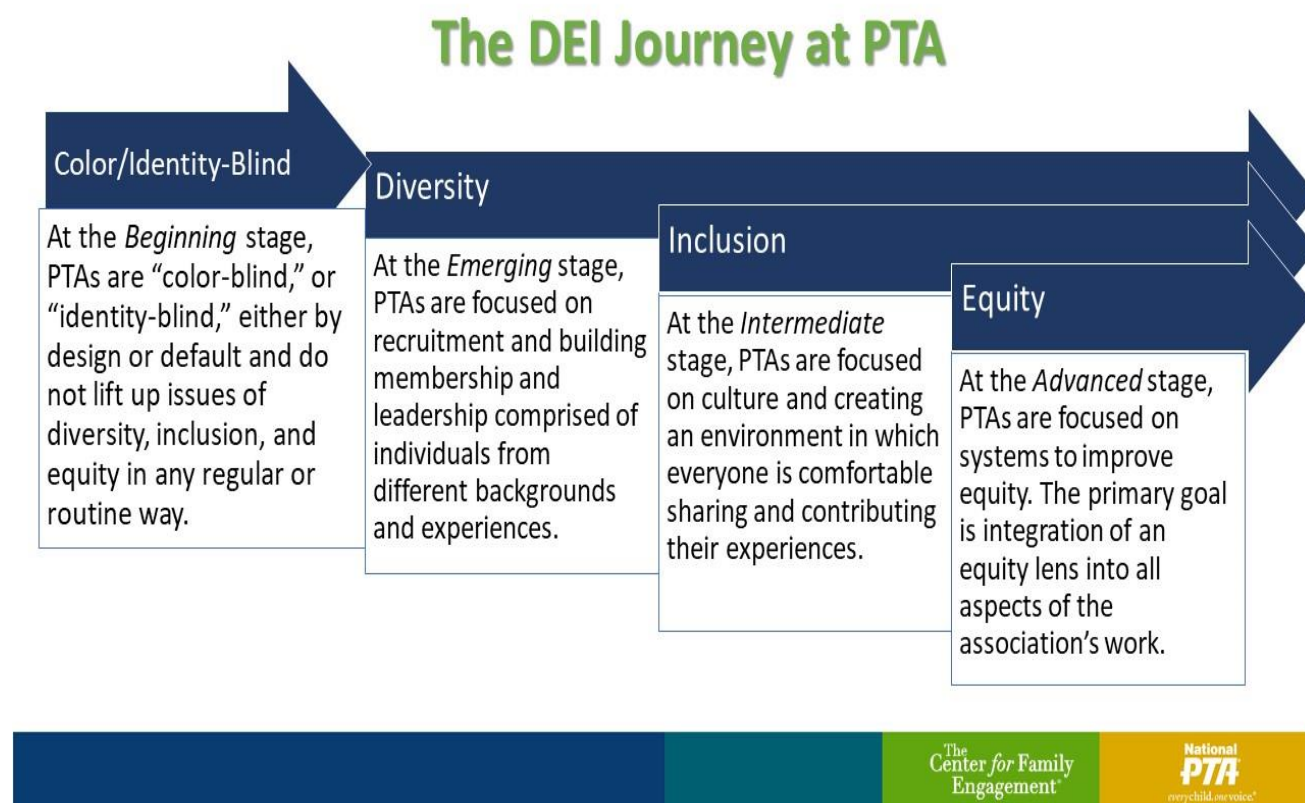 The DEI Journey at PTA
Color/Identity-Blind
At the Beginning stage,
PTAs are “color-blind,” or
“identity-blind,” either by
design or default and do
not lift up issues of
diversity, inclusion, and
equity in any regular or
routine way.
Diversity
At the Emerging stage,
PTAs are focused on
recruitment and building
membership and
leadership comprised of
individuals from
different backgrounds
and experiences.
Inclusion
At the Intermediate
stage, PTAs are focused
on culture and creating
an environment in which
everyone is comfortable
sharing and contributing
their experiences.
Equity
At the Advanced stage,
PTAs are focused on
systems to improve
equity. The primary goal
is integration of an
equity lens into all
aspects of the
association’s work.
The
Center for Family
Engagement®
National
PTA®
everychild.onevoice.®